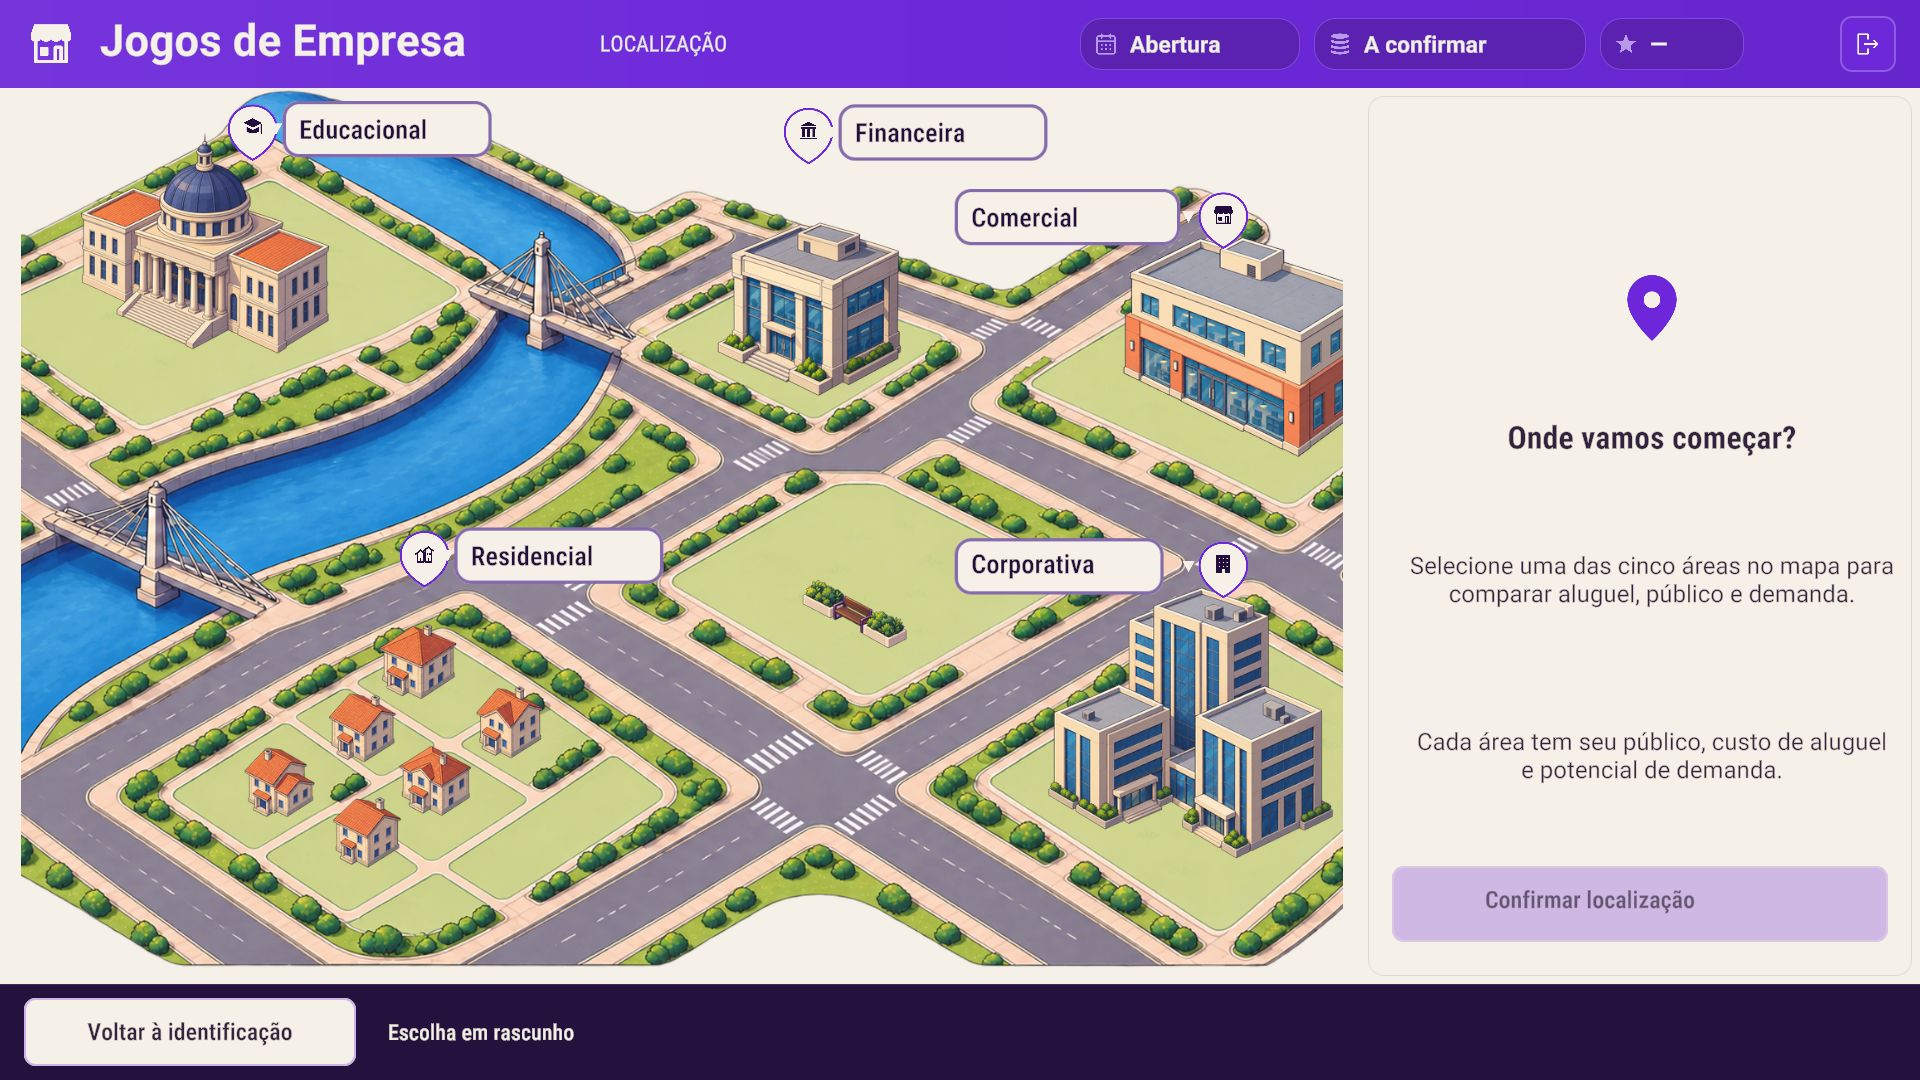 Jogos de Empresa
LOCALIZAÇÃO
Abertura
A confirmar
–
Educacional
Financeira
Comercial
Residencial
Corporativa
Onde vamos começar?
Selecione uma das cinco áreas no mapa para
comparar aluguel, público e demanda.
Cada área tem seu público, custo de aluguel
e potencial de demanda.
Confirmar localização
Voltar à identificação
Escolha em rascunho